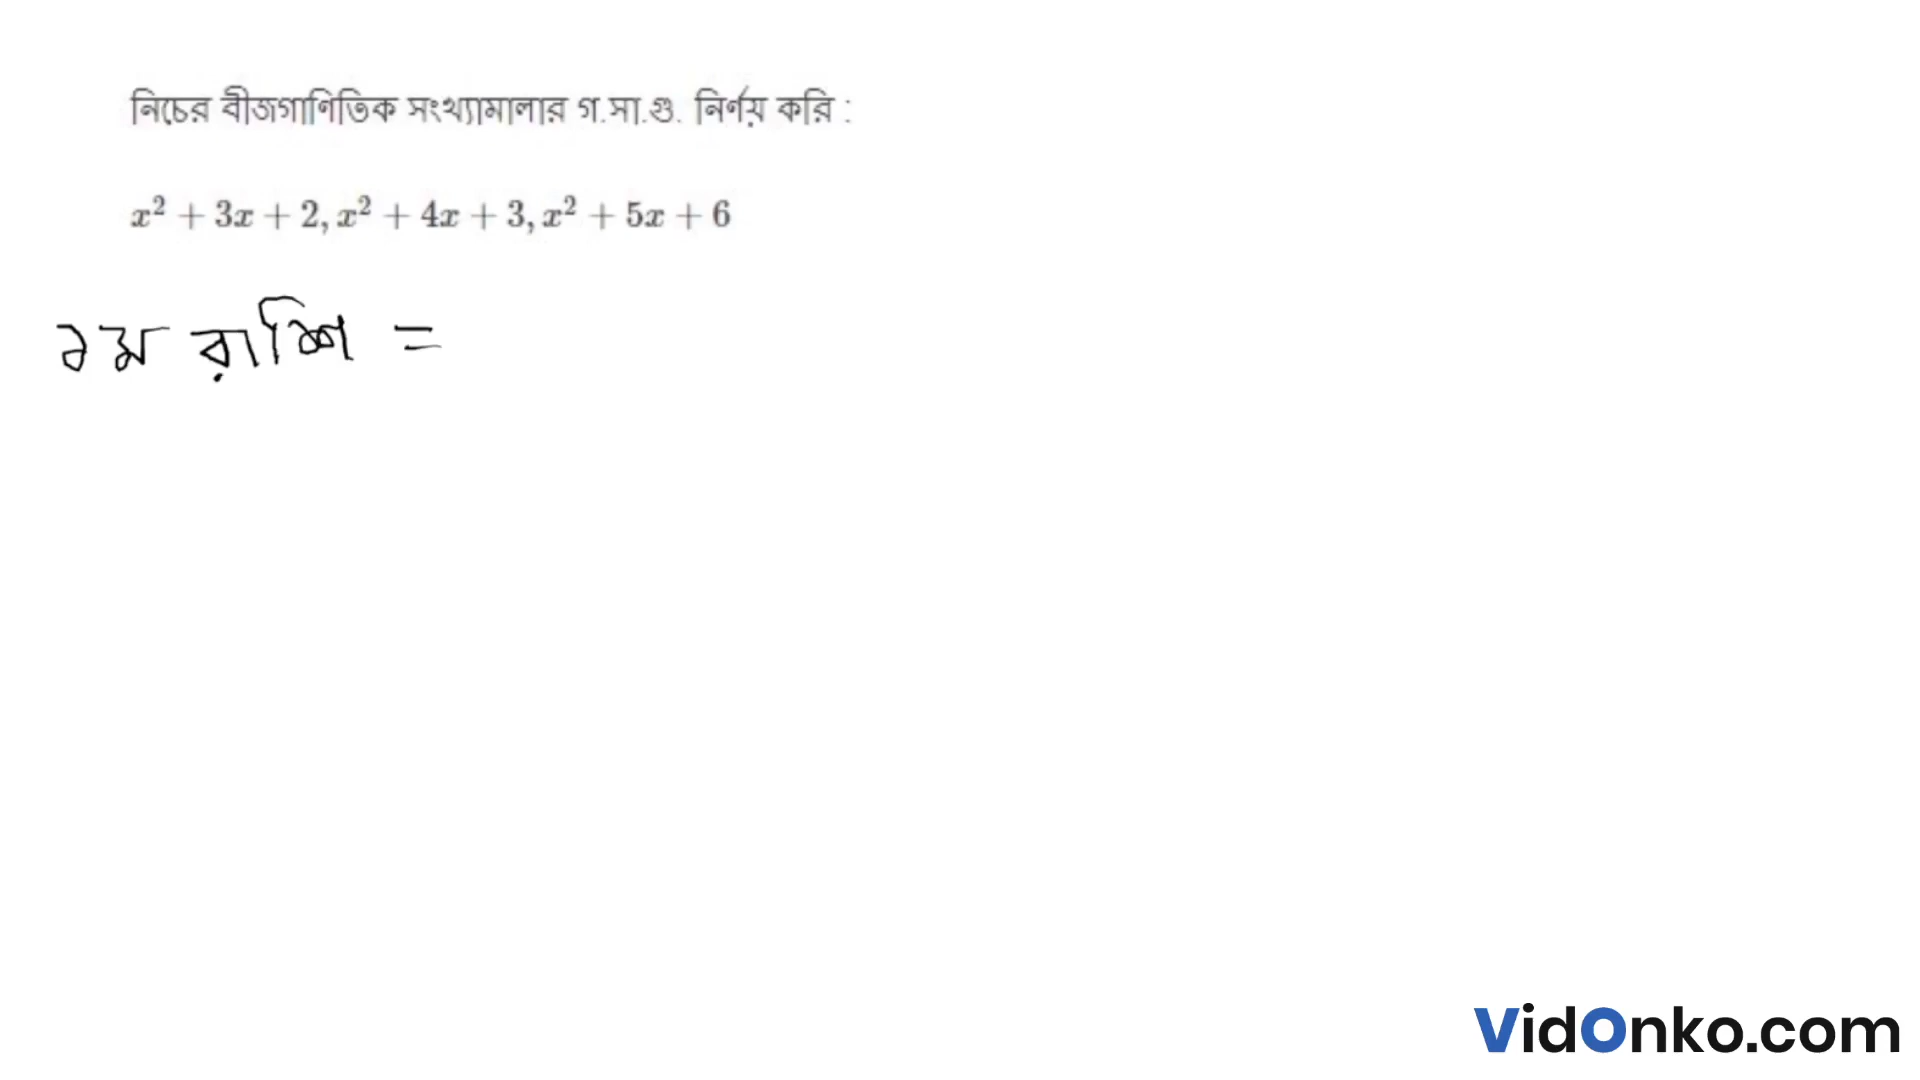 নিচের বীজগাণিতিক সংখ্যামালার গ.সা.গু. নির্ণয় করি :
x² + 3x + 2, x² + 4x + 3, x² + 5x + 6
১ম রাশি =
VidOnko.com